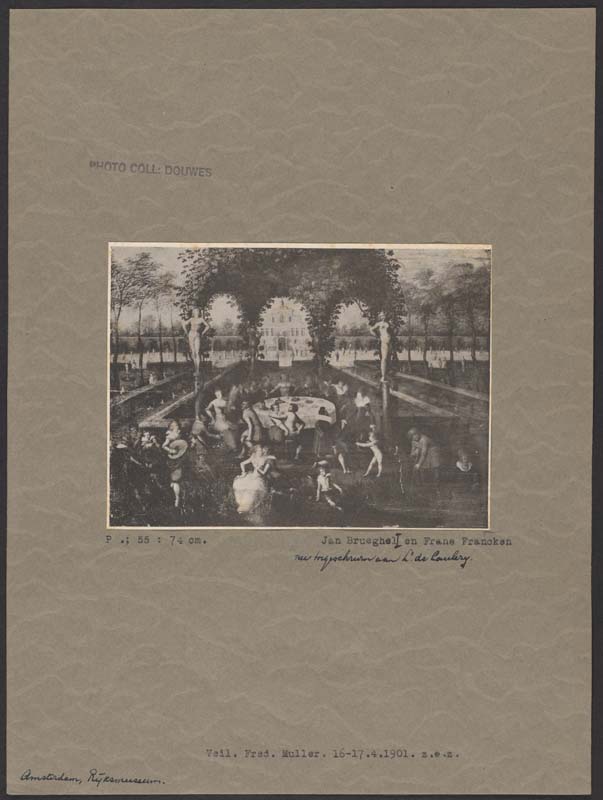 PHOTO COLL: DOUWES
P .; 55 : 74 cm.
Jan Brueghel I en Frans Francken
nu toegeschreven aan L. de Caulery.
Veil. Fred. Muller. 16-17.4.1901. z.e.z.
Amsterdam, Rijksmuseum.